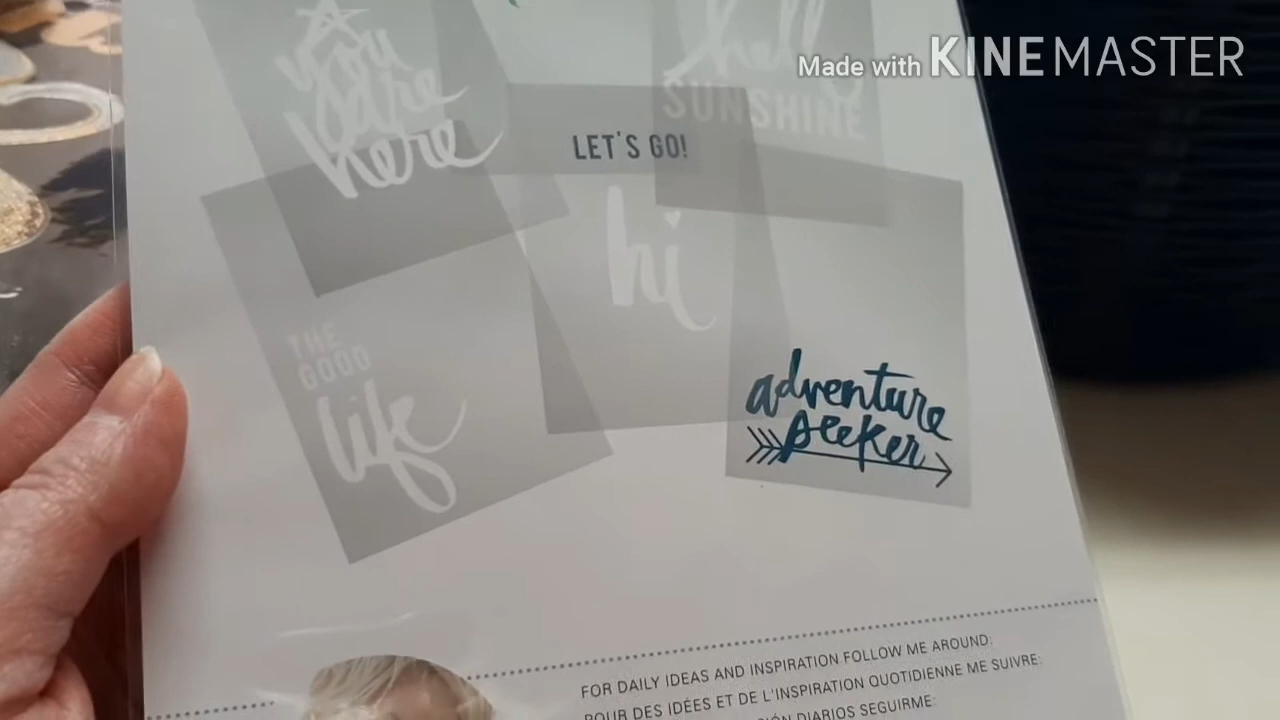 Made with KINEMASTER
You
are
here
hello
SUNSHINE
LET'S GO!
hi
THE
GOOD
life
adventure
seeker
FOR DAILY IDEAS AND INSPIRATION FOLLOW ME AROUND:
POUR DES IDÉES ET DE L'INSPIRATION QUOTIDIENNE ME SUIVRE:
DIARIOS SEGUIRME: